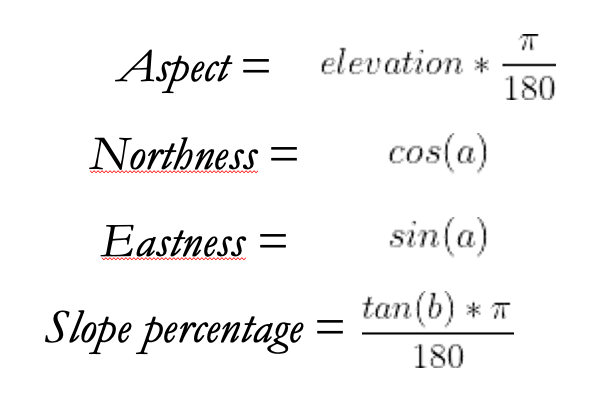 Aspect = elevation * π/180
Northness = cos(a)
Eastness = sin(a)
Slope percentage = tan(b) * π/180